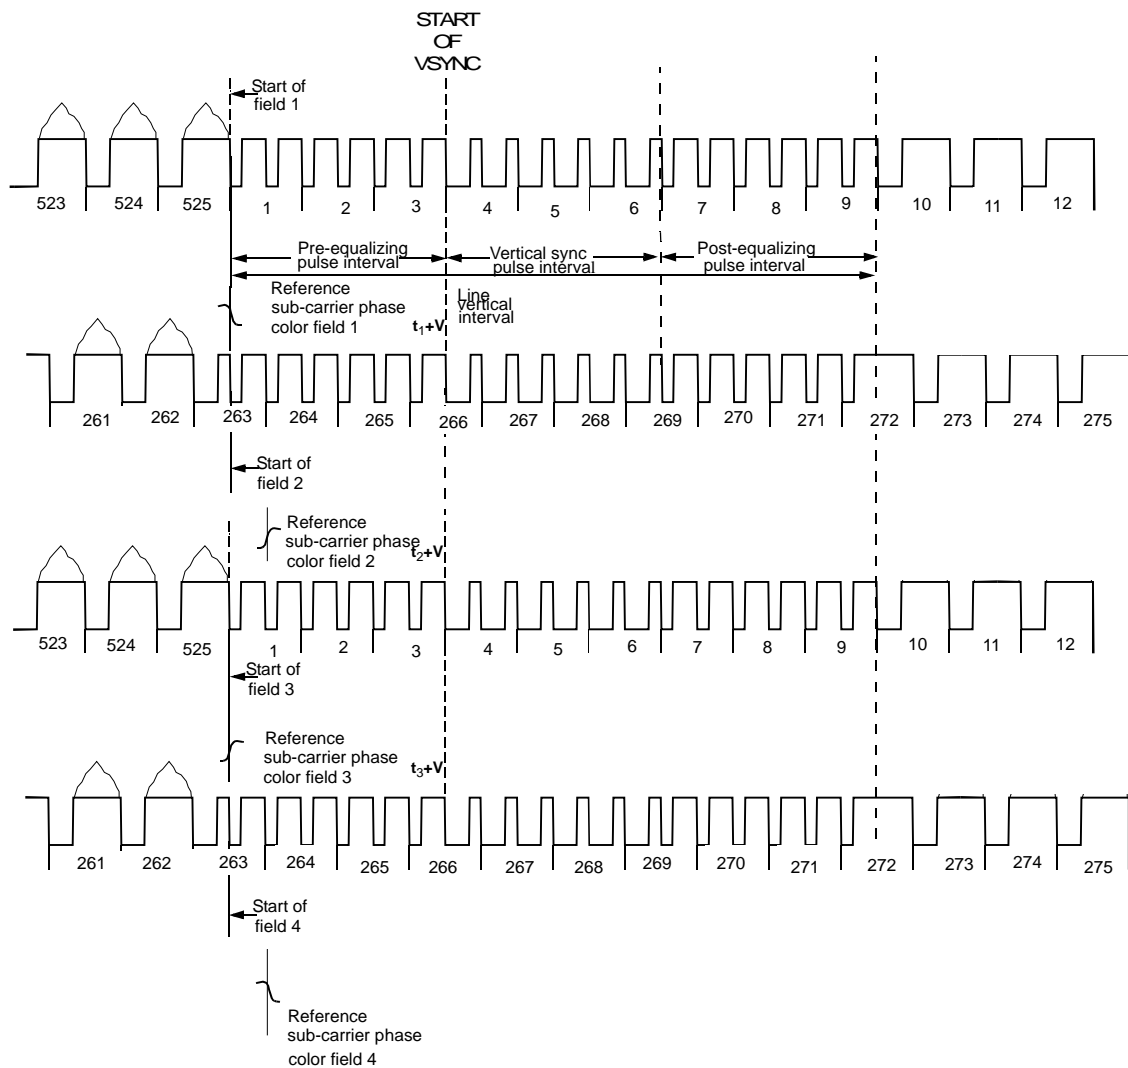 START
OF
VSYNC
Start of
field 1
523 524 525 1 2 3 4 5 6 7 8 9 10 11 12
Pre-equalizing
pulse interval
Vertical sync
pulse interval
Post-equalizing
pulse interval
Reference
sub-carrier phase
color field 1
t1+V
Line
vertical
interval
261 262 263 264 265 266 267 268 269 270 271 272 273 274 275
Start of
field 2
Reference
sub-carrier phase
color field 2
t2+V
523 524 525 1 2 3 4 5 6 7 8 9 10 11 12
Start of
field 3
Reference
sub-carrier phase
color field 3
t3+V
261 262 263 264 265 266 267 268 269 270 271 272 273 274 275
Start of
field 4
Reference
sub-carrier phase
color field 4